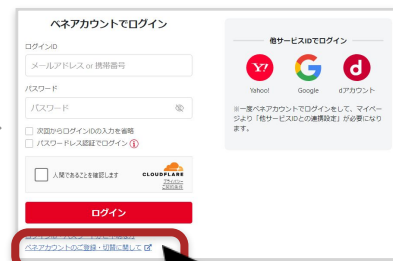 ベネアカウントでログイン
ログインID
メールアドレス or 携帯番号
パスワード
パスワード
次回からログインIDの入力を省略
パスワードレス認証でログイン
人間であることを確認します
CLOUDFLARE
ログイン
ベネアカウントのご登録・切替に関して
他サービスIDでログイン
Yahoo!
Google
dアカウント
※一度ベネアカウントでログインをして、マイペー
ジより「他サービスIDとの連携設定」が必要になり
ます。